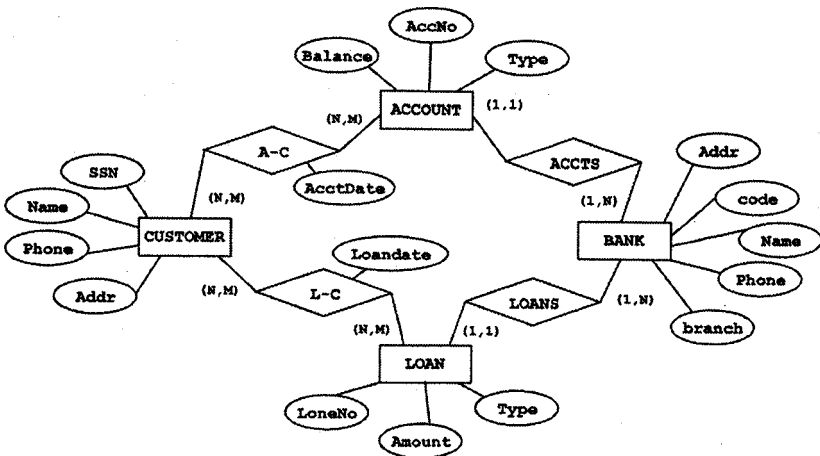 AccNo
Balance
Type
ACCOUNT
(N,M)
(1,1)
A-C
ACCTS
AcctDate
Addr
SSN
Name
Phone
Addr
CUSTOMER
(N,M)
(1,N)
code
Name
BANK
Phone
branch
Loandate
(N,M)
L-C
LOANS
(1,N)
(N,M)
(1,1)
LOAN
LoneNo
Type
Amount